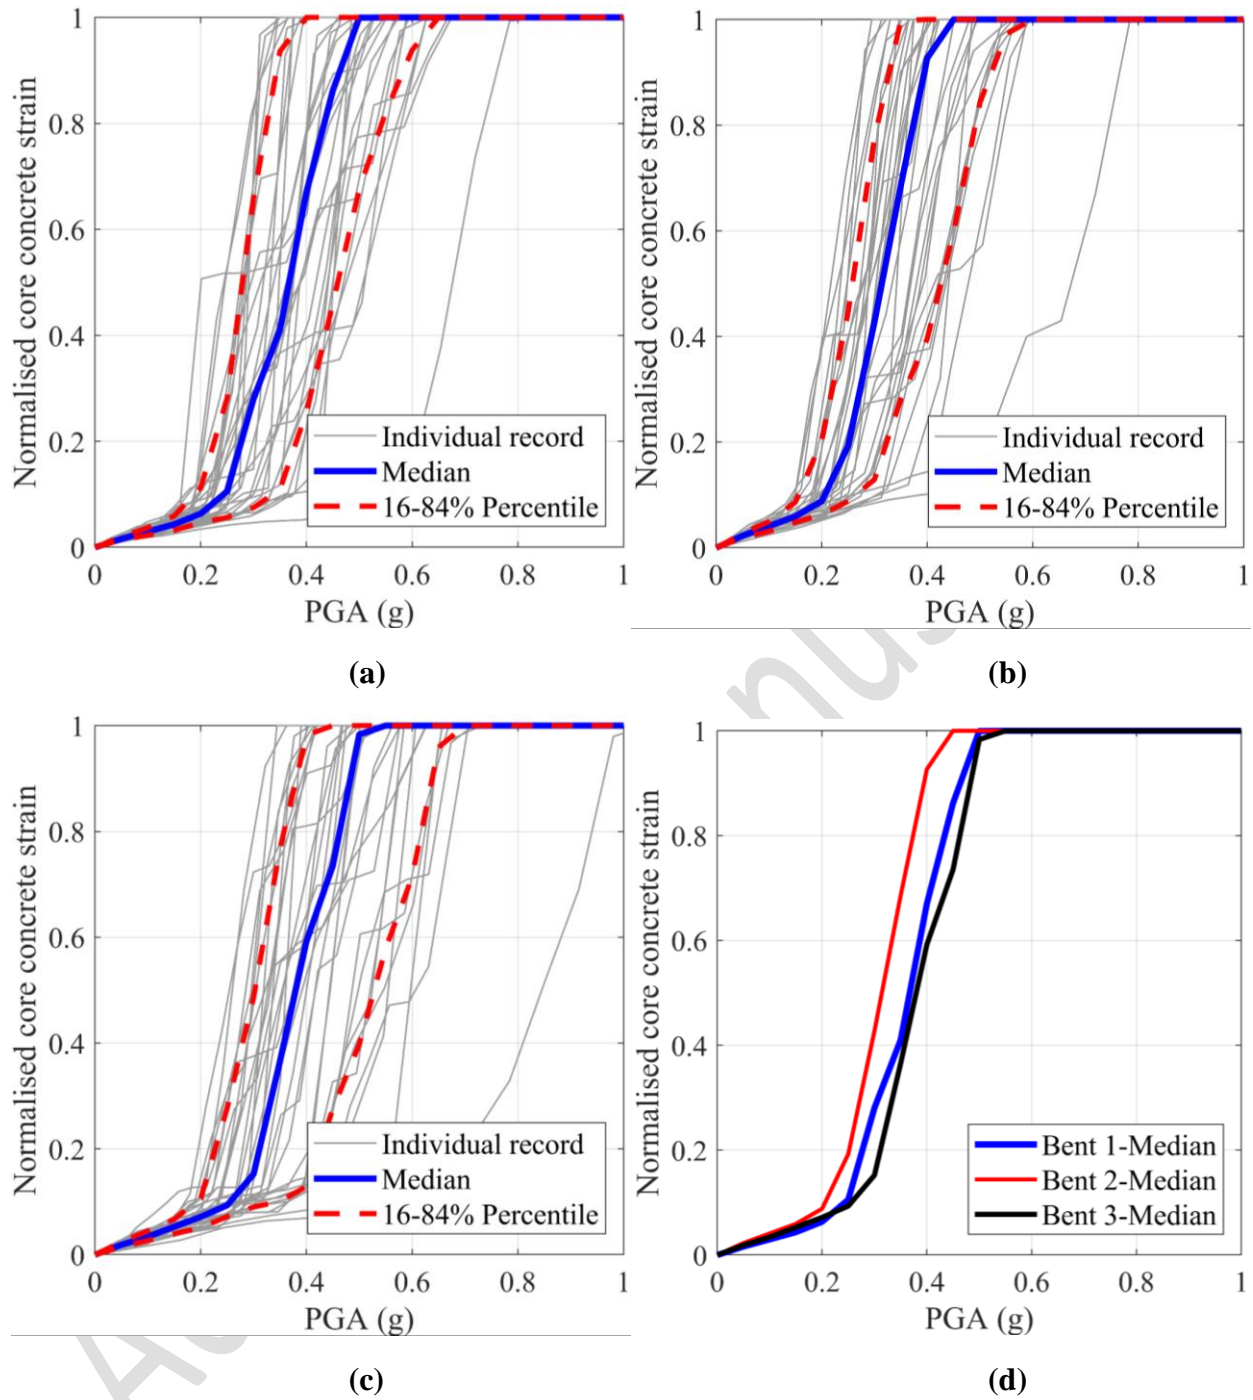 Normalised core concrete strain
1
0.8
0.6
0.4
0.2
0
Individual record
Median
16-84% Percentile
0 0.2 0.4 0.6 0.8 1
PGA (g)
(a)
Normalised core concrete strain
1
0.8
0.6
0.4
0.2
0
Individual record
Median
16-84% Percentile
0 0.2 0.4 0.6 0.8 1
PGA (g)
(b)
Normalised core concrete strain
1
0.8
0.6
0.4
0.2
0
Individual record
Median
16-84% Percentile
0 0.2 0.4 0.6 0.8 1
PGA (g)
(c)
Normalised core concrete strain
1
0.8
0.6
0.4
0.2
0
Bent 1-Median
Bent 2-Median
Bent 3-Median
0 0.2 0.4 0.6 0.8 1
PGA (g)
(d)